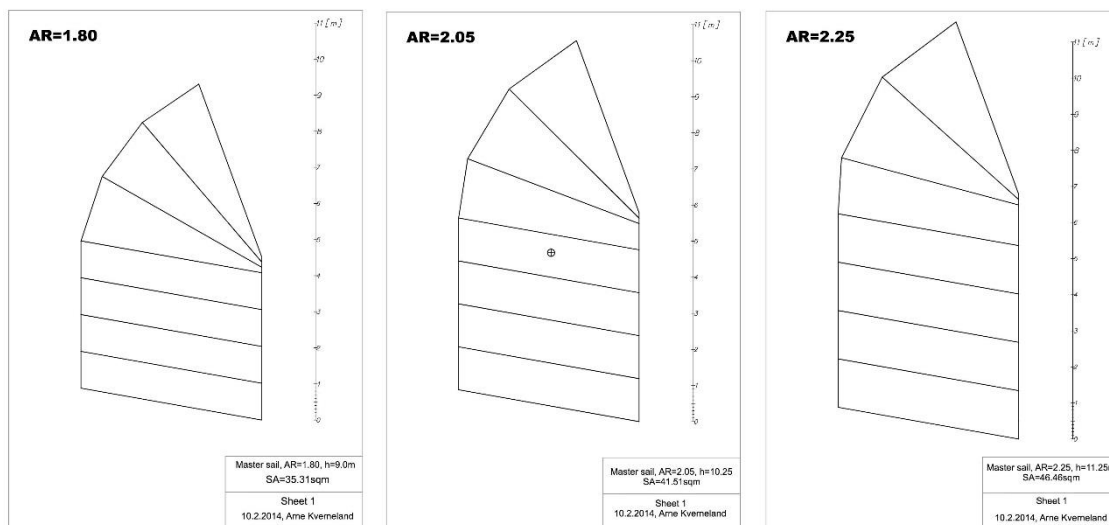 AR=1.80
11 [m]
10
9
8
7
6
5
4
3
2
1
0
Master sail, AR=1.80, h=9.0m
SA=35.31sqm
Sheet 1
10.2.2014, Arne Kverneland
AR=2.05
11 [m]
10
9
8
7
6
5
4
3
2
1
0
Master sail, AR=2.05, h=10.25
SA=41.51sqm
Sheet 1
10.2.2014, Arne Kverneland
AR=2.25
11 [m]
10
9
8
7
6
5
4
3
2
1
0
Master sail, AR=2.25, h=11.25m
SA=46.46sqm
Sheet 1
10.2.2014, Arne Kverneland